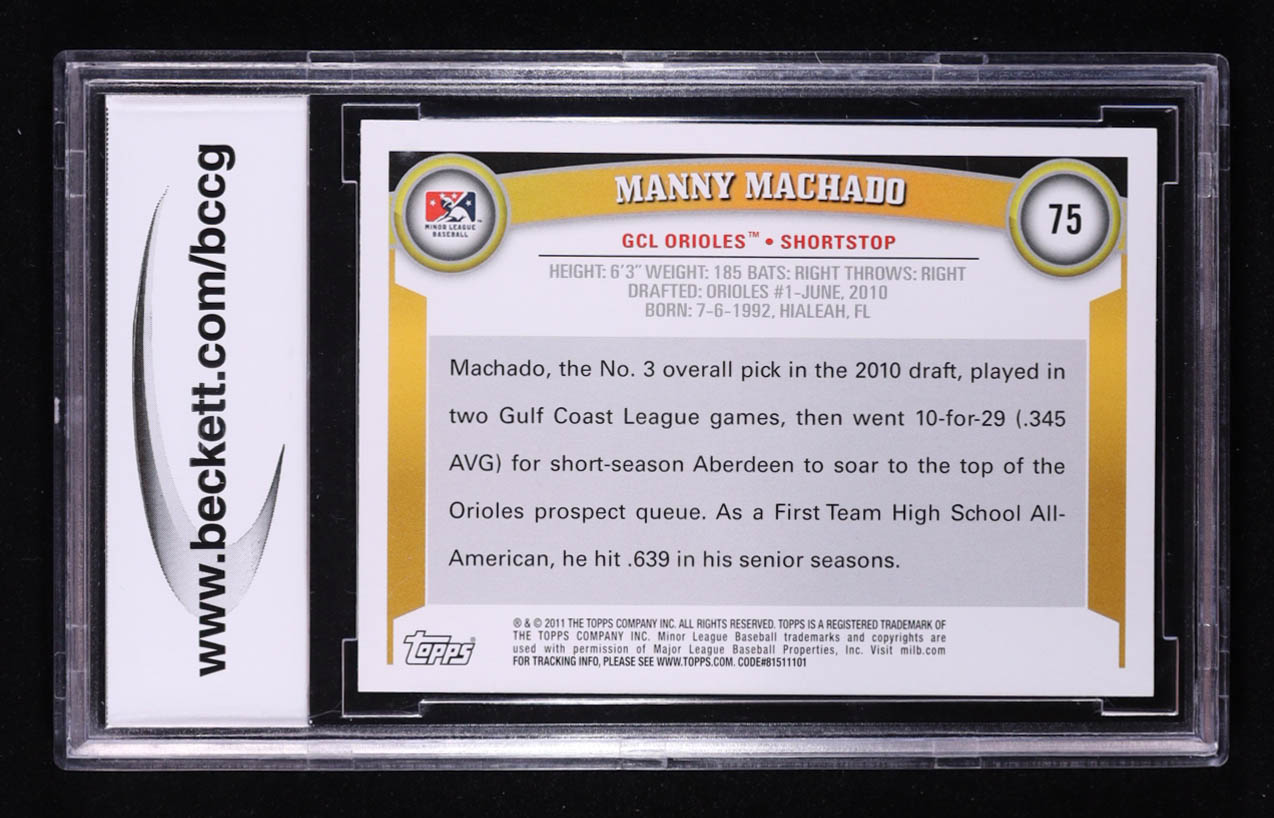 www.beckett.com/bccg
MINOR LEAGUE
BASEBALL
™
MANNY MACHADO
75
GCL ORIOLES™ • SHORTSTOP
HEIGHT: 6'3" WEIGHT: 185 BATS: RIGHT THROWS: RIGHT
DRAFTED: ORIOLES #1-JUNE, 2010
BORN: 7-6-1992, HIALEAH, FL
Machado, the No. 3 overall pick in the 2010 draft, played in
two Gulf Coast League games, then went 10-for-29 (.345
AVG) for short-season Aberdeen to soar to the top of the
Orioles prospect queue. As a First Team High School All-
American, he hit .639 in his senior seasons.
Topps®
® & © 2011 THE TOPPS COMPANY INC. ALL RIGHTS RESERVED. TOPPS IS A REGISTERED TRADEMARK OF
THE TOPPS COMPANY INC. Minor League Baseball trademarks and copyrights are
used with permission of Major League Baseball Properties, Inc. Visit milb.com
FOR TRACKING INFO, PLEASE SEE WWW.TOPPS.COM. CODE#81511101